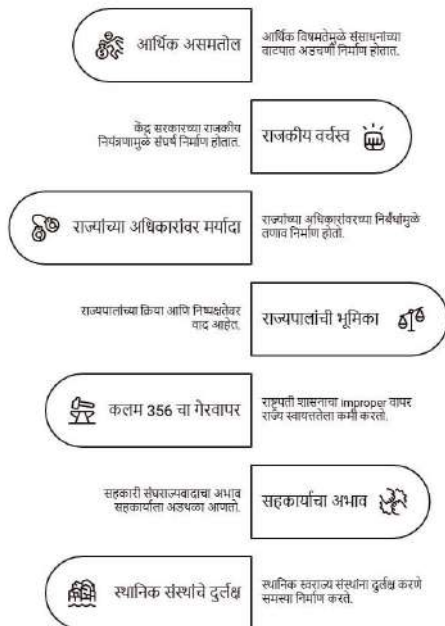 आर्थिक असमतोल
आर्थिक विषमतेमुळे संसाधनांच्या
वाटपात अडचणी निर्माण होतात.
केंद्र सरकारच्या राजकीय
नियंत्रणामुळे संघर्ष निर्माण होतात.
राजकीय वर्चस्व
राज्यांच्या अधिकारांवर मर्यादा
राज्यांच्या अधिकारांवरच्या निर्बंधांमुळे
तणाव निर्माण होतो.
राज्यपालांच्या क्रिया आणि निष्पक्षतेवर
वाद आहेत.
राज्यपालांची भूमिका
कलम 356 चा गैरवापर
राष्ट्रपती शासनाचा improper वापर
राज्य स्वायत्ततेला कमी करतो.
सहकारी संघराज्यवादाचा अभाव
सहकार्याला अडथळा आणतो.
सहकार्याचा अभाव
स्थानिक संस्थांचे दुर्लक्ष
स्थानिक स्वराज्य संस्थांना दुर्लक्ष करणे
समस्या निर्माण करते.